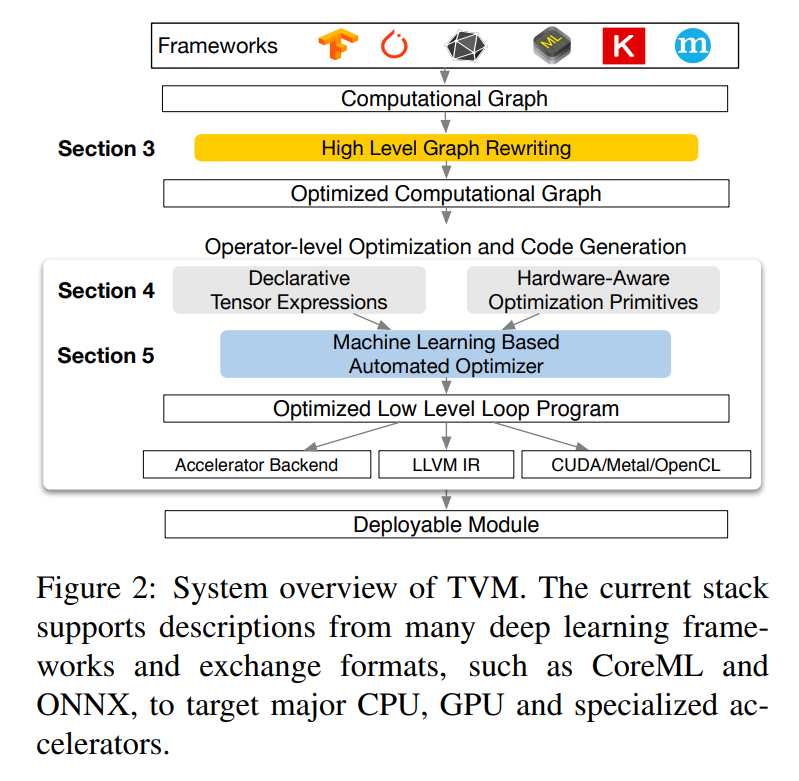 Frameworks ML K m
Computational Graph
Section 3 High Level Graph Rewriting
Optimized Computational Graph
Operator-level Optimization and Code Generation
Section 4
Declarative
Tensor Expressions
Hardware-Aware
Optimization Primitives
Section 5
Machine Learning Based
Automated Optimizer
Optimized Low Level Loop Program
Accelerator Backend LLVM IR CUDA/Metal/OpenCL
Deployable Module
Figure 2: System overview of TVM. The current stack
supports descriptions from many deep learning frame-
works and exchange formats, such as CoreML and
ONNX, to target major CPU, GPU and specialized ac-
celerators.